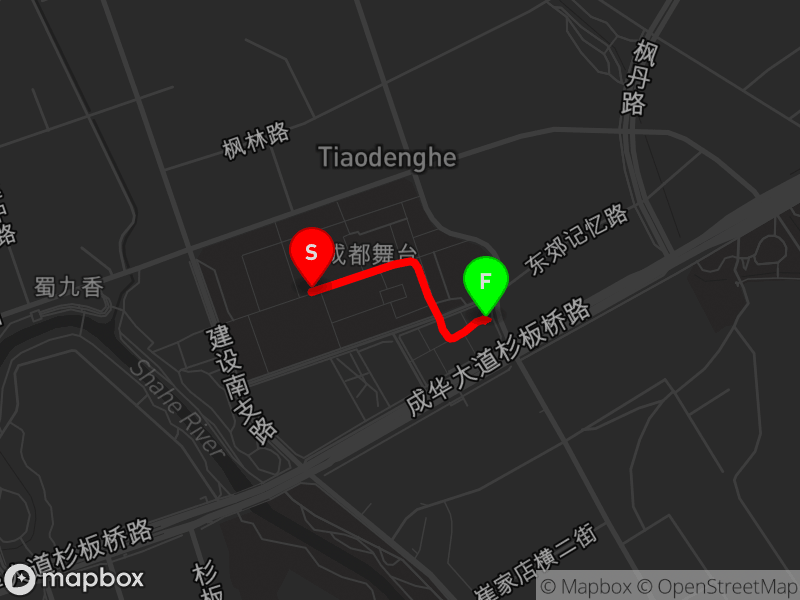 枫丹路
枫林路
Tiaodenghe
S
成都舞台
东郊记忆路
F
蜀九香
建设南支路
成华大道杉板桥路
Shahe River
道杉板桥路
崔家店横二街
杉板
mapbox
© Mapbox © OpenStreetMap